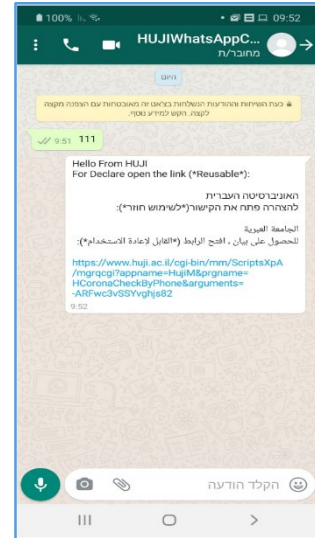 100% 09:52
HUJIWhatsAppC...
מחובר/ת
היום
כעת השיחות וההודעות הנשלחות בצ'אט זה מאובטחות עם הצפנה מקצה
לקצה. הקש למידע נוסף.
111 9:51
Hello From HUJI
For Declare open the link (*Reusable*):
האוניברסיטה העברית
להצהרה פתח את הקישור(*לשימוש חוזר*):
الجامعة العبرية
للحصول على بيان ، افتح الرابط (*القابل لإعادة الاستخدام*):
https://www.huji.ac.il/cgi-bin/mm/ScriptsXpA
/mgrqcgi?appname=HujiM&prgname=
HCoronaCheckByPhone&arguments=
-ARFwc3vSSYvghjs82
9:52
הקלד הודעה